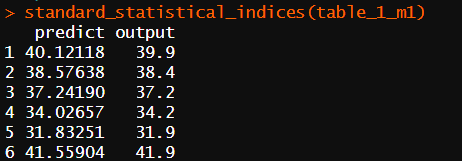 > standard_statistical_indices(table_1_m1)
predict output
1 40.12118 39.9
2 38.57638 38.4
3 37.24190 37.2
4 34.02657 34.2
5 31.83251 31.9
6 41.55904 41.9